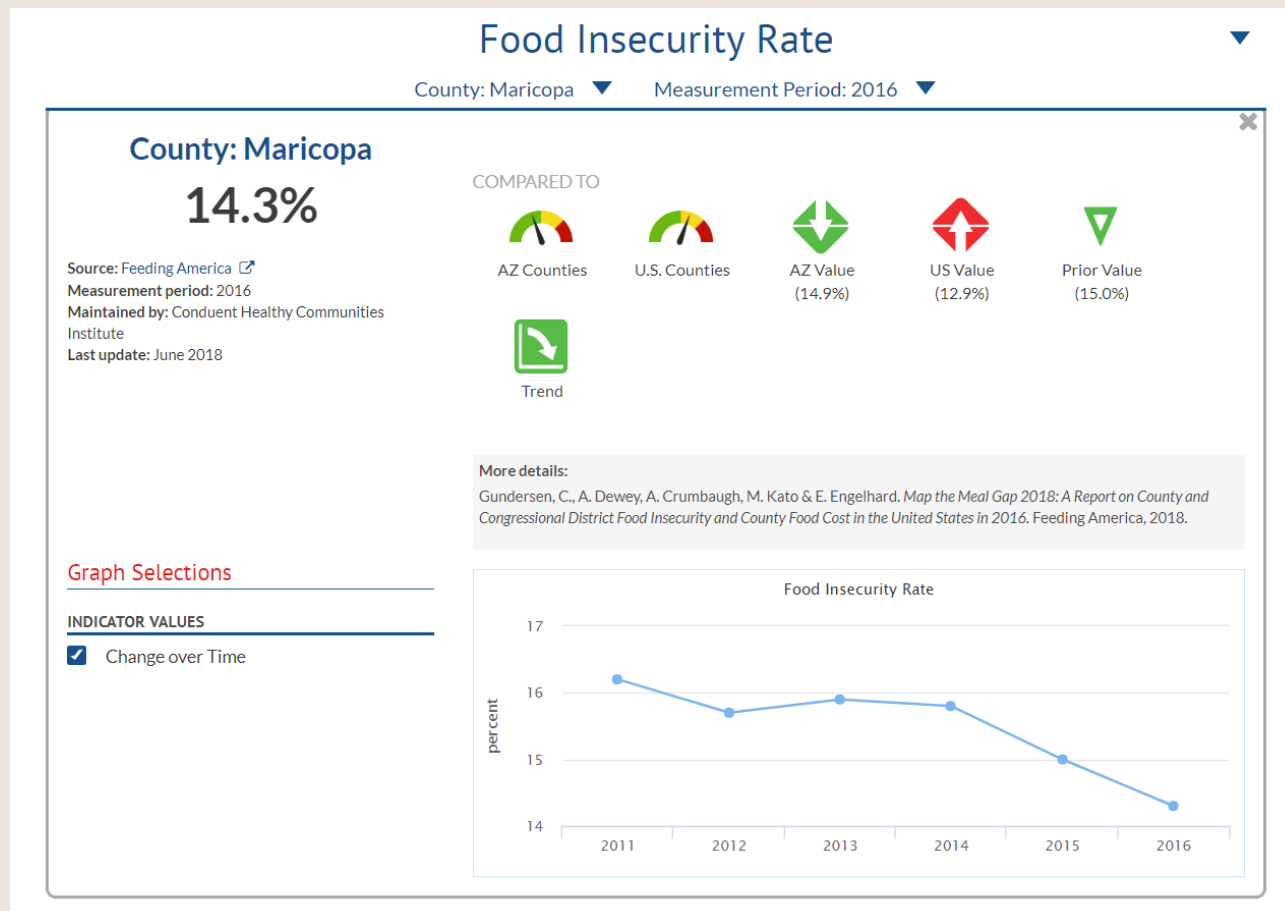 Food Insecurity Rate
County: Maricopa
Measurement Period: 2016
County: Maricopa
14.3%
Source: Feeding America
Measurement period: 2016
Maintained by: Conduent Healthy Communities
Institute
Last update: June 2018
COMPARED TO
AZ Counties
U.S. Counties
AZ Value
(14.9%)
US Value
(12.9%)
Prior Value
(15.0%)
Trend
More details:
Gundersen, C., A. Dewey, A. Crumbaugh, M. Kato & E. Engelhard. Map the Meal Gap 2018: A Report on County and
Congressional District Food Insecurity and County Food Cost in the United States in 2016. Feeding America, 2018.
Graph Selections
INDICATOR VALUES
Change over Time
Food Insecurity Rate
percent
17
16
15
14
2011 2012 2013 2014 2015 2016